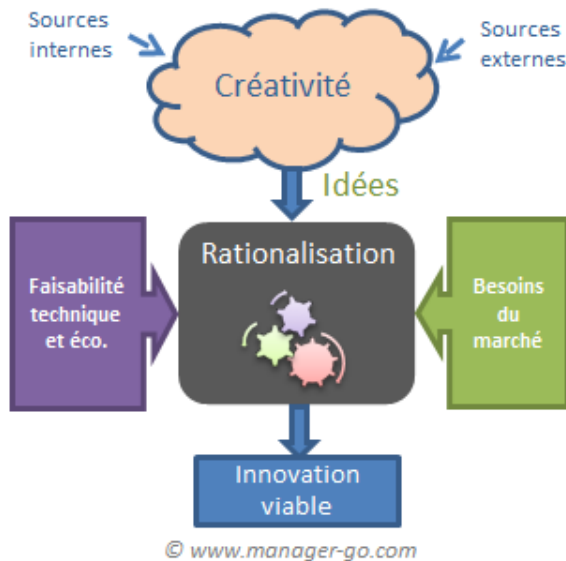 Sources
internes
Sources
externes
Créativité
Idées
Rationalisation
Faisabilité
technique
et éco.
Besoins
du
marché
Innovation
viable
© www.manager-go.com